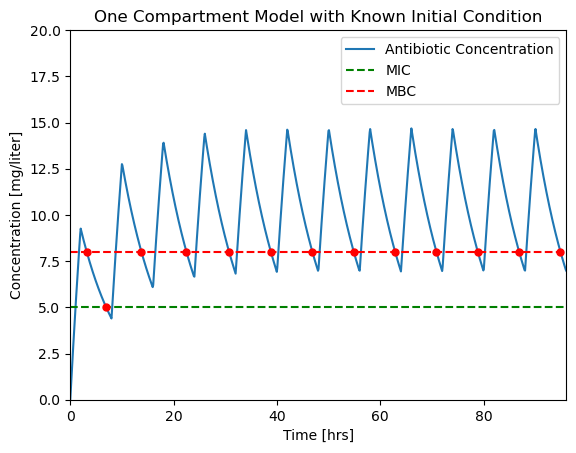 One Compartment Model with Known Initial Condition
20.0
17.5
15.0
12.5
10.0
7.5
5.0
2.5
0.0
Concentration [mg/liter]
Antibiotic Concentration
MIC
MBC
0 20 40 60 80
Time [hrs]